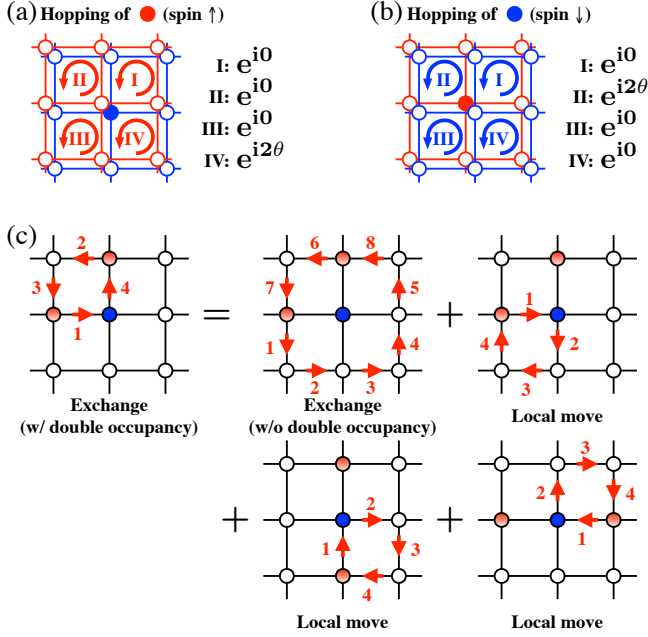 (a) Hopping of (spin ↑)
II I
III IV
I: e^{i0}
II: e^{i0}
III: e^{i0}
IV: e^{i2θ}
(b) Hopping of (spin ↓)
II I
III IV
I: e^{i0}
II: e^{i2θ}
III: e^{i0}
IV: e^{i0}
(c)
2
3 4
1
=
6 8
7 5
1 4
2 3
+
1
4 2
3
Exchange
(w/ double occupancy)
Exchange
(w/o double occupancy)
Local move
+
2
1 3
4
+
3
2 4
1
Local move
Local move